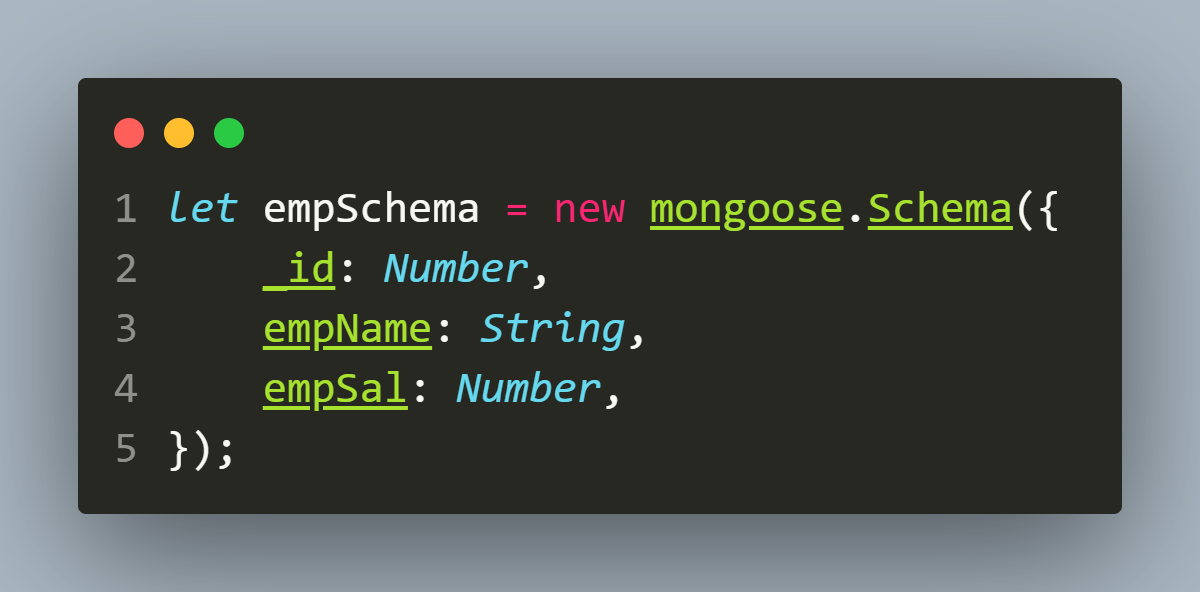 1 let empSchema = new mongoose.Schema({
2     _id: Number,
3     empName: String,
4     empSal: Number,
5 });